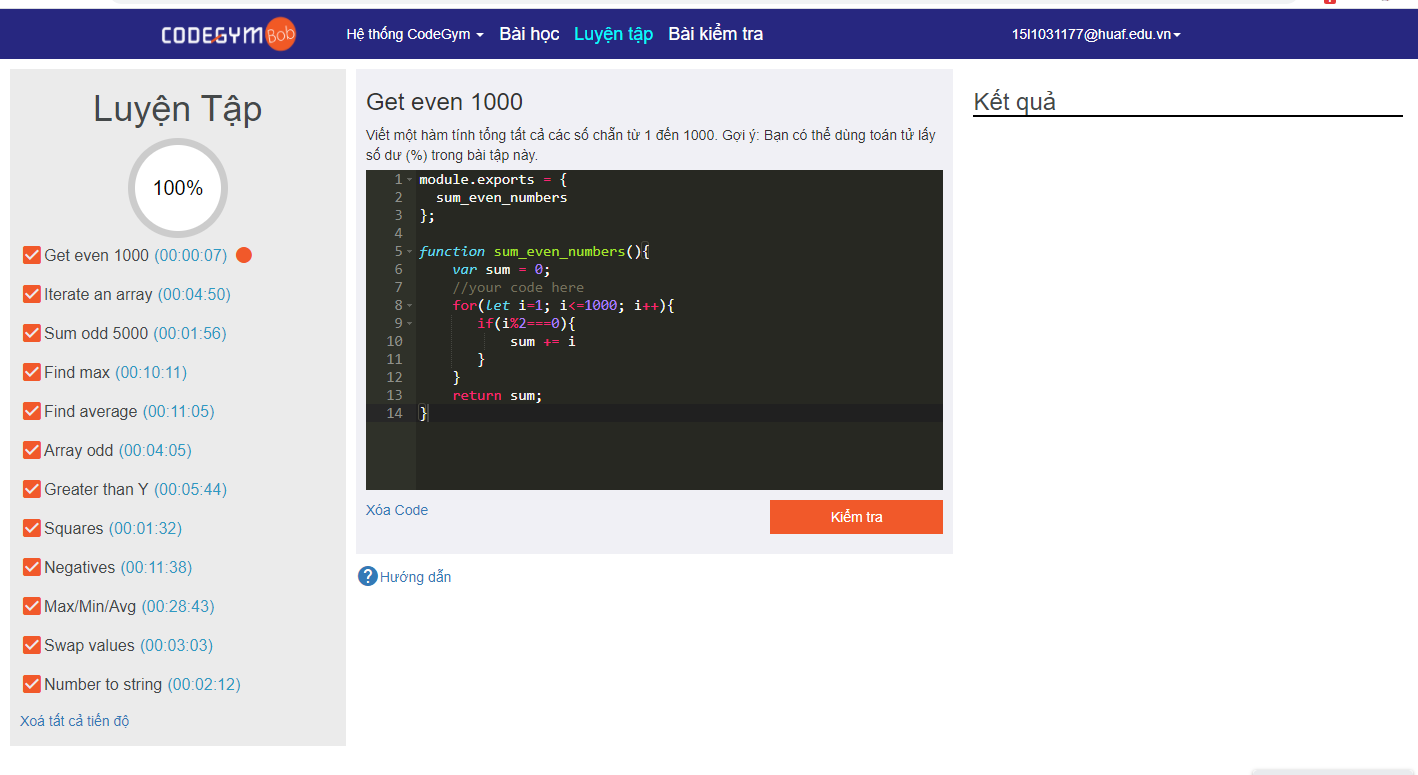 CODEGYM Bob
Hệ thống CodeGym
Bài học
Luyện tập
Bài kiểm tra
15l1031177@huaf.edu.vn
Luyện Tập
100%
Get even 1000 (00:00:07)
Iterate an array (00:04:50)
Sum odd 5000 (00:01:56)
Find max (00:10:11)
Find average (00:11:05)
Array odd (00:04:05)
Greater than Y (00:05:44)
Squares (00:01:32)
Negatives (00:11:38)
Max/Min/Avg (00:28:43)
Swap values (00:03:03)
Number to string (00:02:12)
Xoá tất cả tiến độ
Get even 1000
Viết một hàm tính tổng tất cả các số chẵn từ 1 đến 1000. Gợi ý: Bạn có thể dùng toán tử lấy
số dư (%) trong bài tập này.
1 module.exports = {
2 sum_even_numbers
3 };
4
5 function sum_even_numbers(){
6 var sum = 0;
7 //your code here
8 for(let i=1; i<=1000; i++){
9 if(i%2===0){
10 sum += i
11 }
12 }
13 return sum;
14 }
Xóa Code
Kiểm tra
? Hướng dẫn
Kết quả